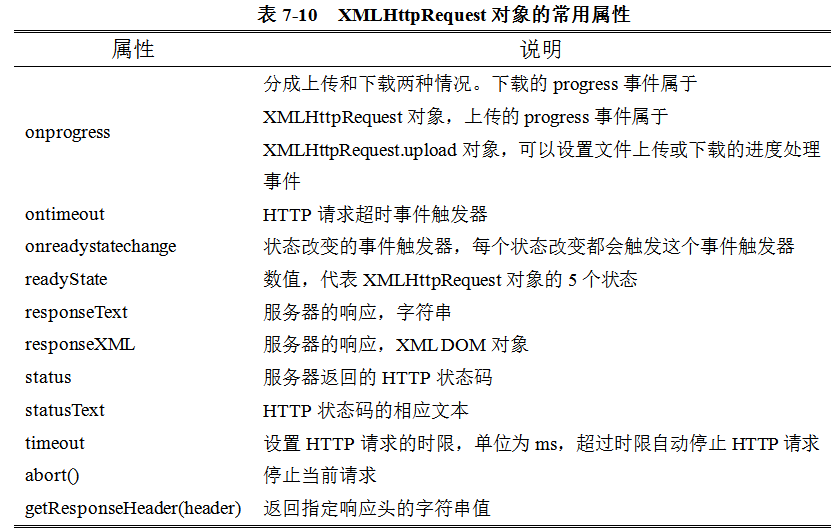 表 7-10 XMLHttpRequest 对象的常用属性
属性 说明
onprogress 分成上传和下载两种情况。下载的 progress 事件属于
XMLHttpRequest 对象，上传的 progress 事件属于
XMLHttpRequest.upload 对象，可以设置文件上传或下载的进度处理
事件
ontimeout HTTP 请求超时事件触发器
onreadystatechange 状态改变的事件触发器，每个状态改变都会触发这个事件触发器
readyState 数值，代表 XMLHttpRequest 对象的 5 个状态
responseText 服务器的响应，字符串
responseXML 服务器的响应，XML DOM 对象
status 服务器返回的 HTTP 状态码
statusText HTTP 状态码的相应文本
timeout 设置 HTTP 请求的时限，单位为 ms，超过时限自动停止 HTTP 请求
abort() 停止当前请求
getResponseHeader(header) 返回指定响应头的字符串值